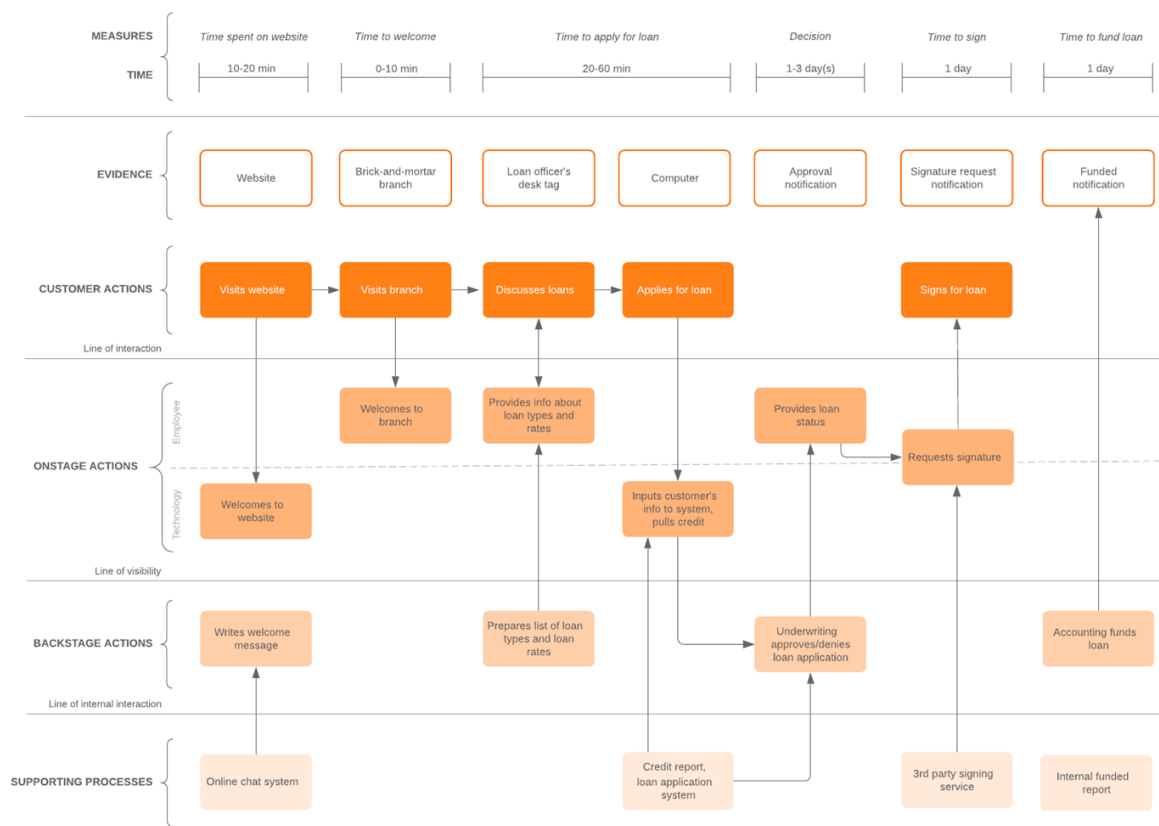 MEASURES
Time spent on website
Time to welcome
Time to apply for loan
Decision
Time to sign
Time to fund loan
TIME
10-20 min
0-10 min
20-60 min
1-3 day(s)
1 day
1 day
EVIDENCE
Website
Brick-and-mortar
branch
Loan officer's
desk tag
Computer
Approval
notification
Signature request
notification
Funded
notification
CUSTOMER ACTIONS
Visits website
Visits branch
Discusses loans
Applies for loan
Signs for loan
Line of interaction
ONSTAGE ACTIONS
Employee
Technology
Welcomes to
branch
Provides info about
loan types and
rates
Provides loan
status
Requests signature
Welcomes to
website
Inputs customer's
info to system,
pulls credit
Line of visibility
BACKSTAGE ACTIONS
Writes welcome
message
Prepares list of loan
types and loan
rates
Underwriting
approves/denies
loan application
Accounting funds
loan
Line of internal interaction
SUPPORTING PROCESSES
Online chat system
Credit report,
loan application
system
3rd party signing
service
Internal funded
report